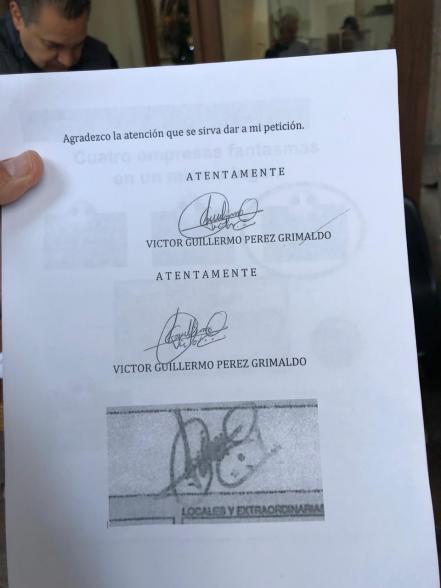 Agradezco la atención que se sirva dar a mi petición.
Cuatro empresas fantasmas
A T E N T A M E N T E
VICTOR GUILLERMO PEREZ GRIMALDO
A T E N T A M E N T E
VICTOR GUILLERMO PEREZ GRIMALDO
LOCALES Y EXTRAORDINARIA